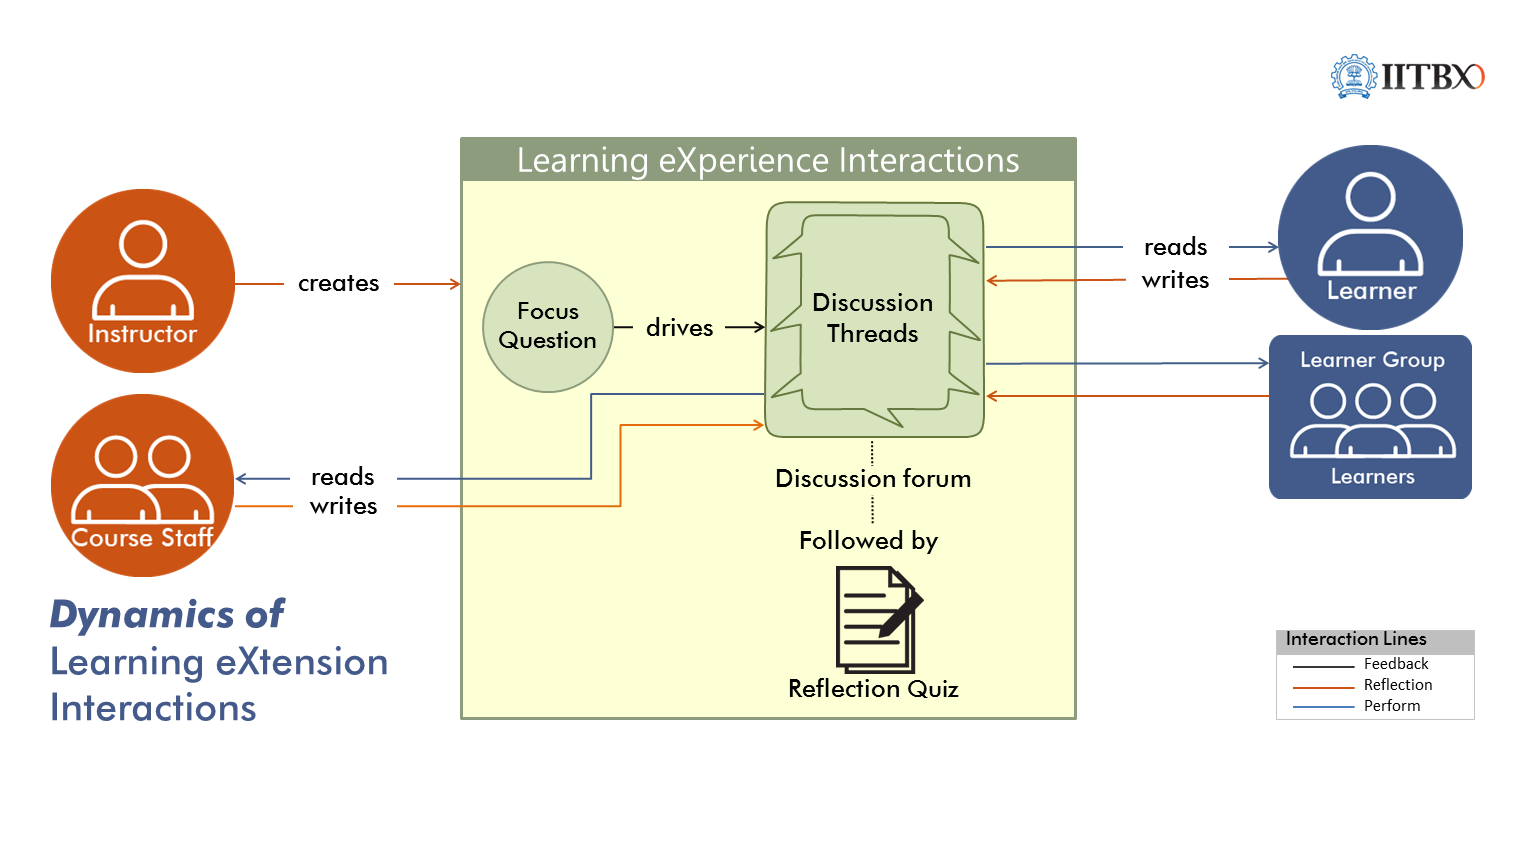 IITBX
Learning eXperience Interactions
Instructor
creates
Focus
Question
drives
Discussion
Threads
reads
writes
Learner
Learner Group
Learners
Course Staff
reads
writes
Discussion forum
Followed by
Reflection Quiz
Dynamics of
Learning eXtension
Interactions
Interaction Lines
Feedback
Reflection
Perform